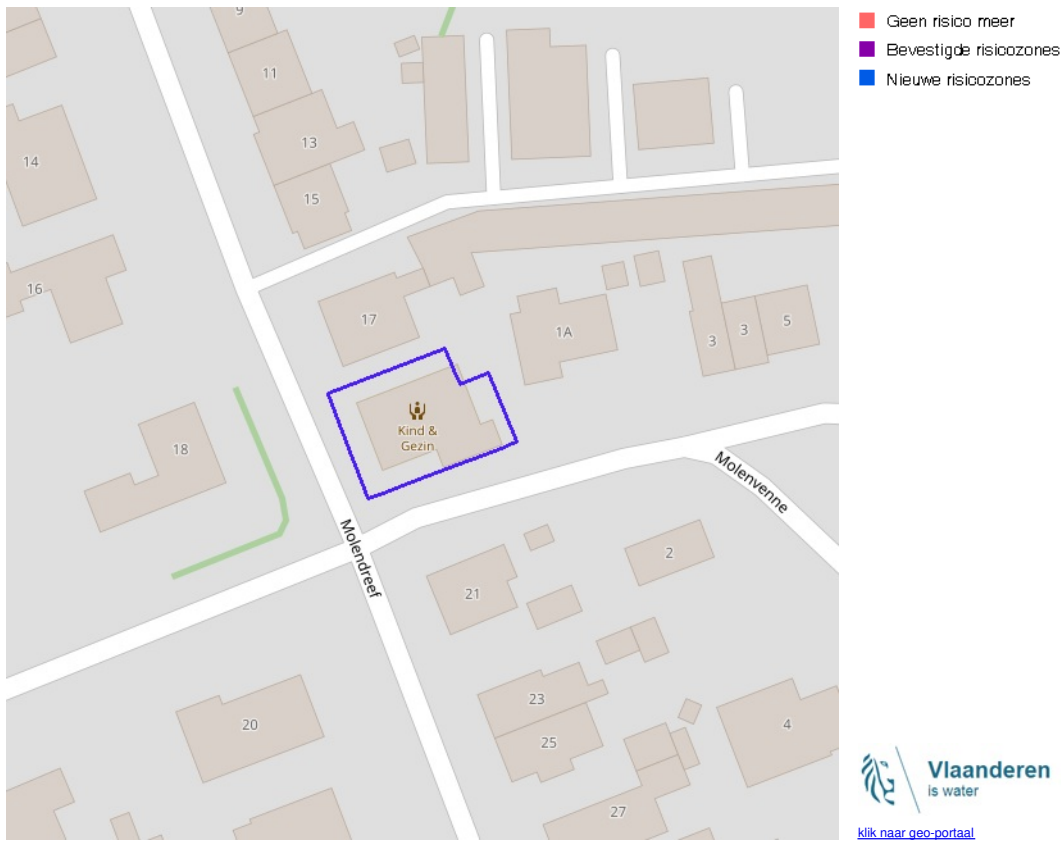 9
11
13
15
14
16
17
1A
3
3
5
Kind &
Gezin
18
Molenvenne
Molendreef
21
2
23
25
20
4
27
Geen risico meer
Bevestigde risicozones
Nieuwe risicozones
Vlaanderen
is water
klik naar geo-portaal